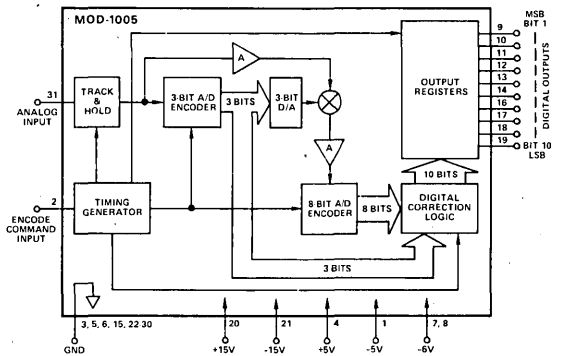 MOD-1005
9
MSB
BIT 1
10
11
12
13
14
16
17
18
19
BIT 10
LSB
DIGITAL OUTPUTS
A
31
ANALOG
INPUT
TRACK
&
HOLD
3-BIT A/D
ENCODER
3 BITS
3-BIT
D/A
OUTPUT
REGISTERS
A
10 BITS
2
ENCODE
COMMAND
INPUT
TIMING
GENERATOR
8-BIT A/D
ENCODER
8 BITS
DIGITAL
CORRECTION
LOGIC
3 BITS
3, 5, 6, 15, 22-30
20
21
4
1
7, 8
GND
+15V
-15V
+5V
-5V
-6V